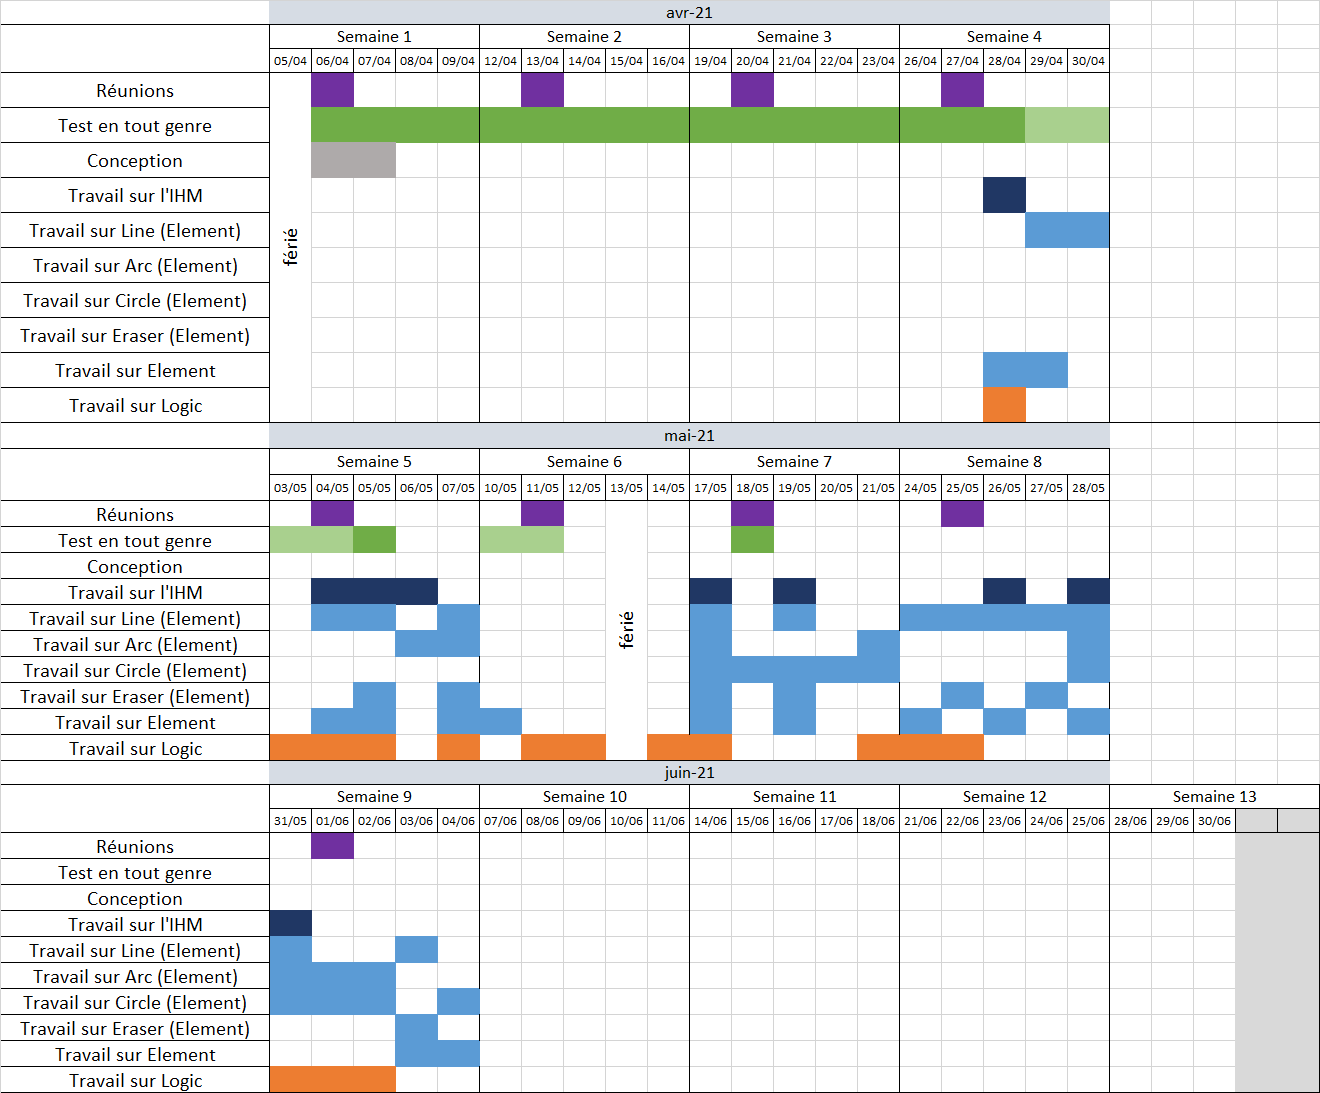 avr-21
Semaine 1 Semaine 2 Semaine 3 Semaine 4
05/04 06/04 07/04 08/04 09/04 12/04 13/04 14/04 15/04 16/04 19/04 20/04 21/04 22/04 23/04 26/04 27/04 28/04 29/04 30/04
Réunions
Test en tout genre
Conception
Travail sur l'IHM
Travail sur Line (Element)
férié
Travail sur Arc (Element)
Travail sur Circle (Element)
Travail sur Eraser (Element)
Travail sur Element
Travail sur Logic
mai-21
Semaine 5 Semaine 6 Semaine 7 Semaine 8
03/05 04/05 05/05 06/05 07/05 10/05 11/05 12/05 13/05 14/05 17/05 18/05 19/05 20/05 21/05 24/05 25/05 26/05 27/05 28/05
Réunions
Test en tout genre
Conception
Travail sur l'IHM
Travail sur Line (Element)
férié
Travail sur Arc (Element)
Travail sur Circle (Element)
Travail sur Eraser (Element)
Travail sur Element
Travail sur Logic
juin-21
Semaine 9 Semaine 10 Semaine 11 Semaine 12 Semaine 13
31/05 01/06 02/06 03/06 04/06 07/06 08/06 09/06 10/06 11/06 14/06 15/06 16/06 17/06 18/06 21/06 22/06 23/06 24/06 25/06 28/06 29/06 30/06
Réunions
Test en tout genre
Conception
Travail sur l'IHM
Travail sur Line (Element)
Travail sur Arc (Element)
Travail sur Circle (Element)
Travail sur Eraser (Element)
Travail sur Element
Travail sur Logic